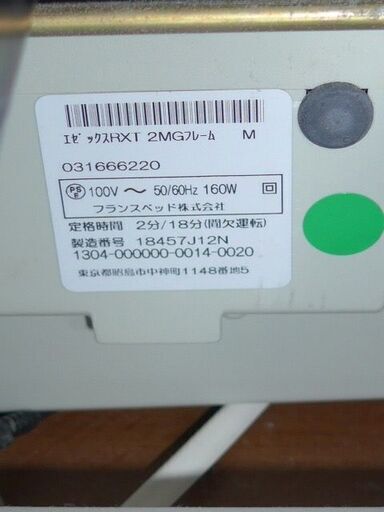 ｴｾﾞｯｸｽRXT 2MGﾌﾚｰﾑ M
031666220
PS E 100V ～ 50/60Hz 160W
フランスベッド株式会社
定格時間 2分/18分(間欠運転)
製造番号 18457J12N
1304-000000-0014-0020
東京都昭島市中神町1148番地5